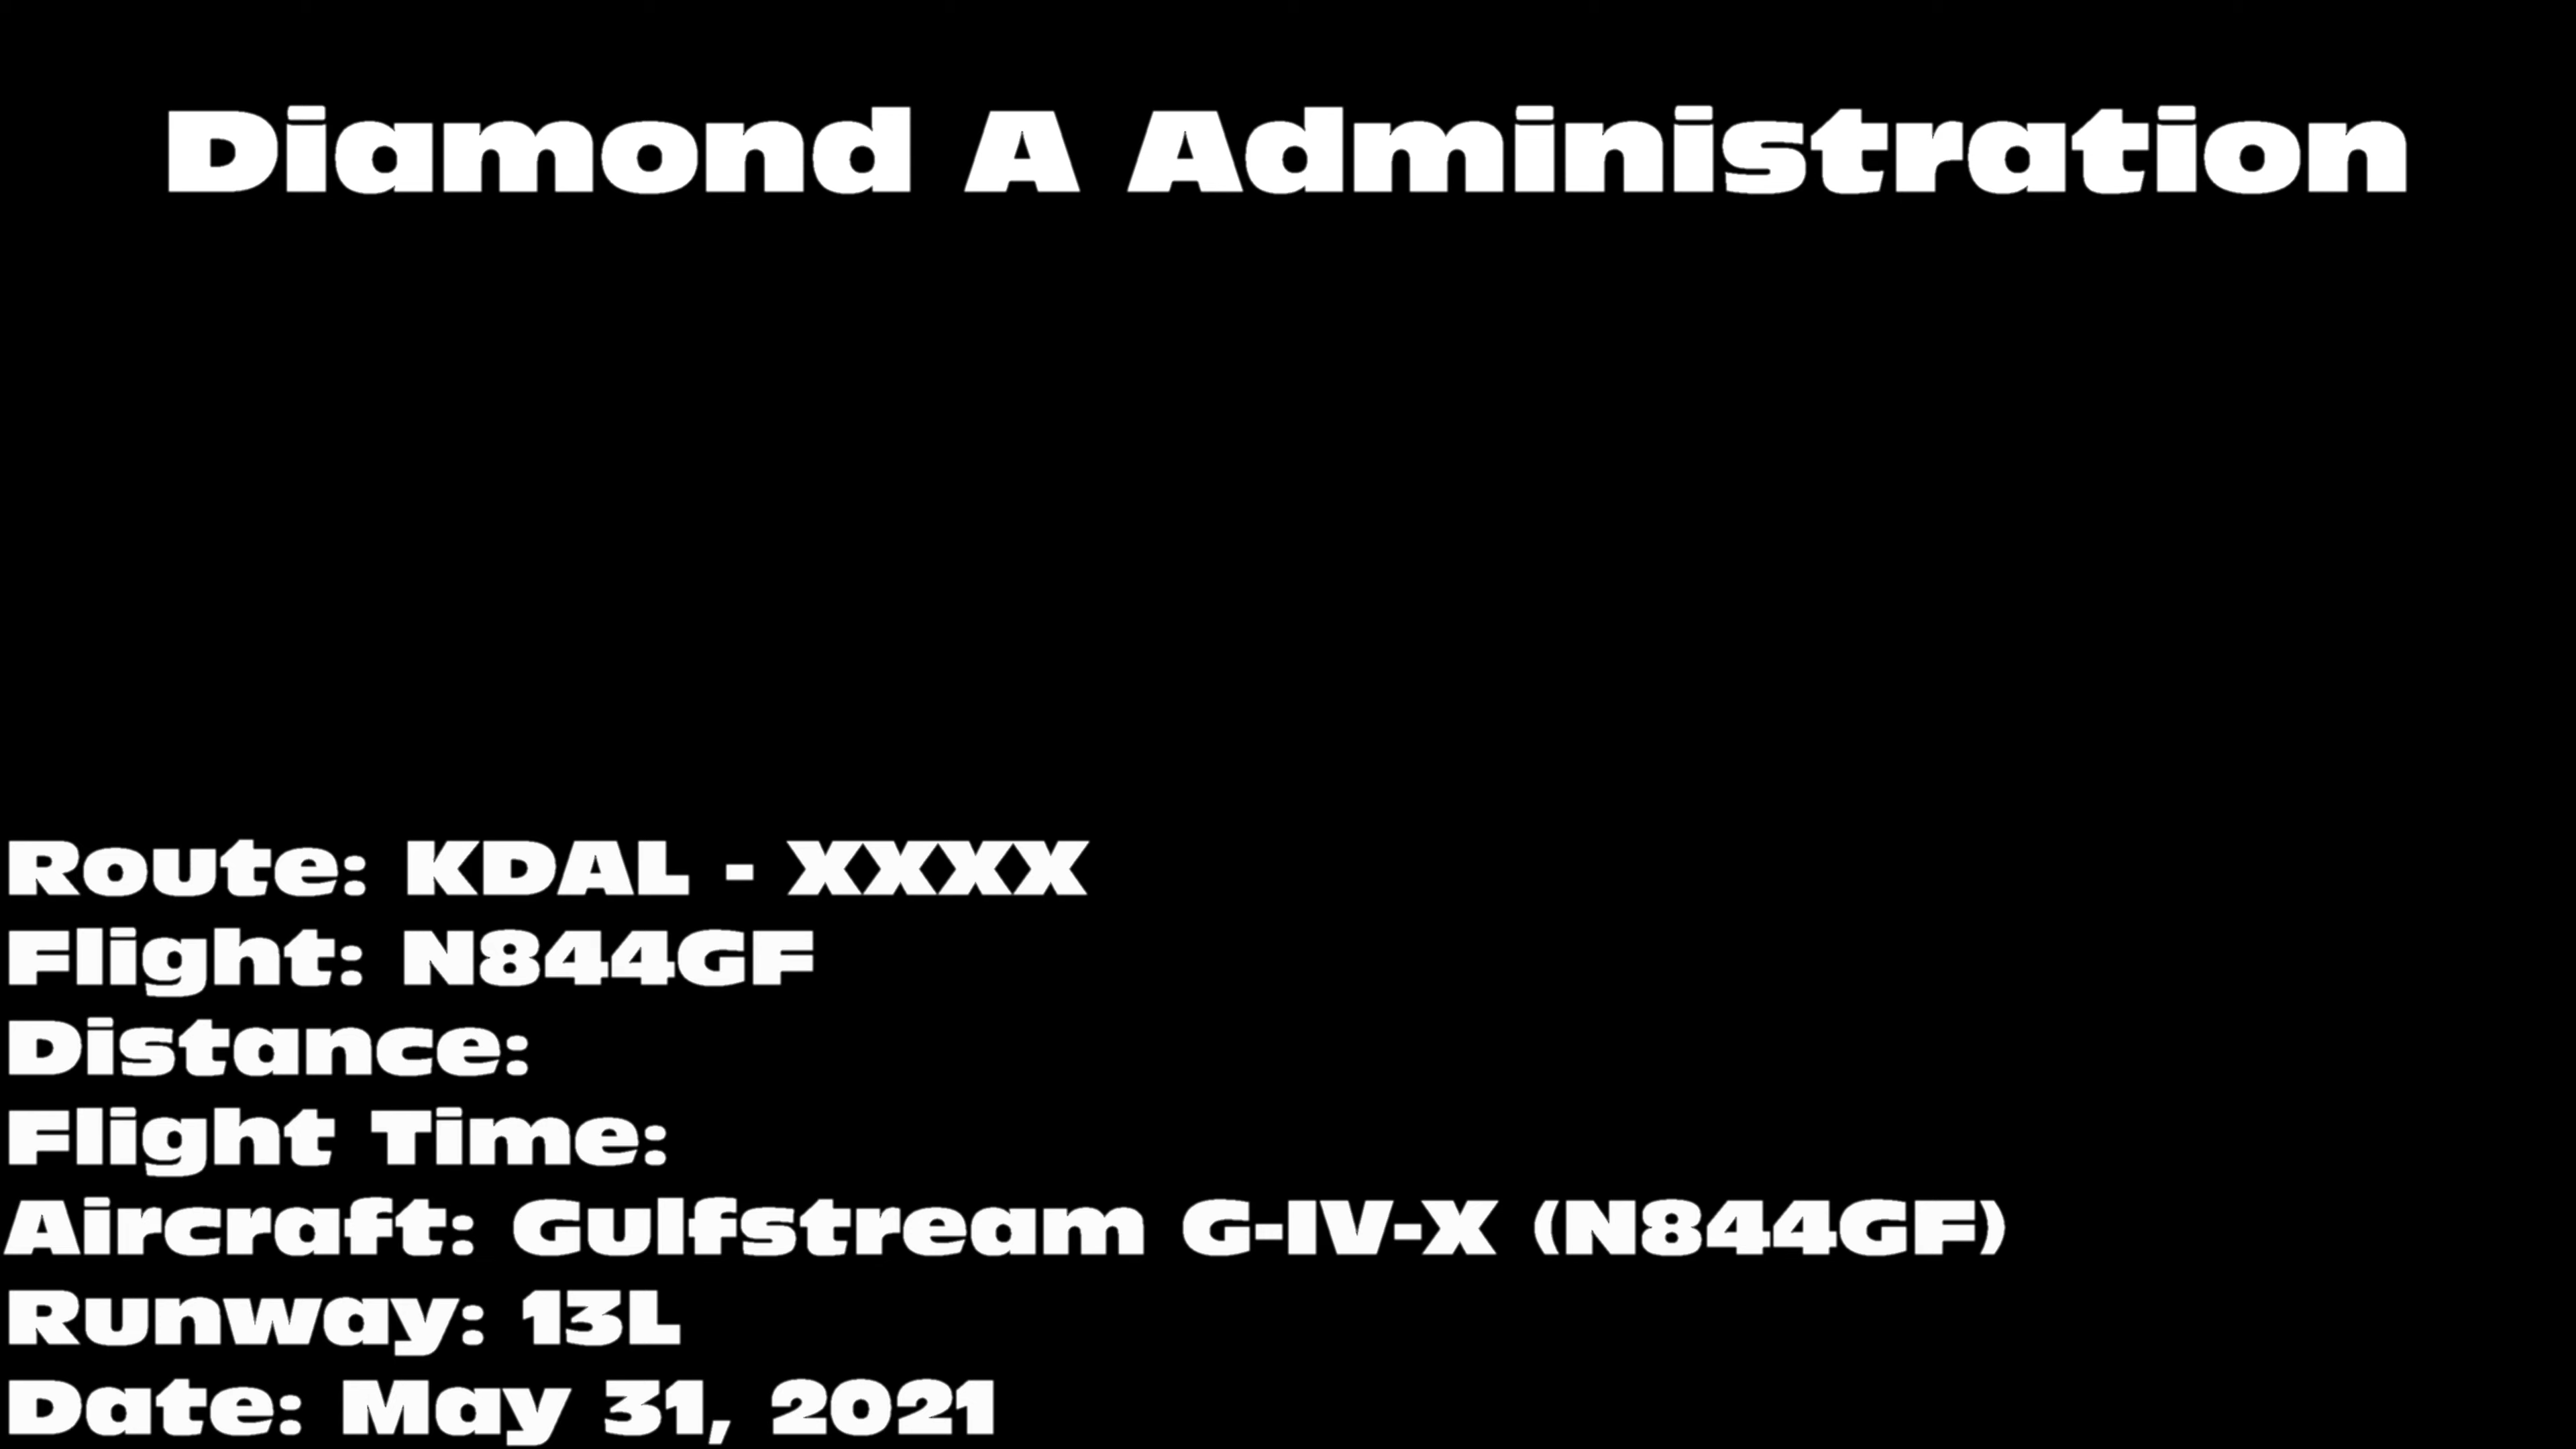 Diamond A Administration
Route: KDAL - XXXX
Flight: N844GF
Distance:
Flight Time:
Aircraft: Gulfstream G-IV-X (N844GF)
Runway: 13L
Date: May 31, 2021